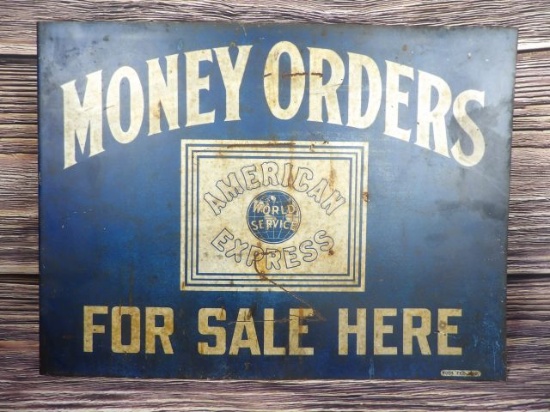 MONEY ORDERS
AMERICAN
WORLD
SERVICE
EXPRESS
FOR SALE HERE